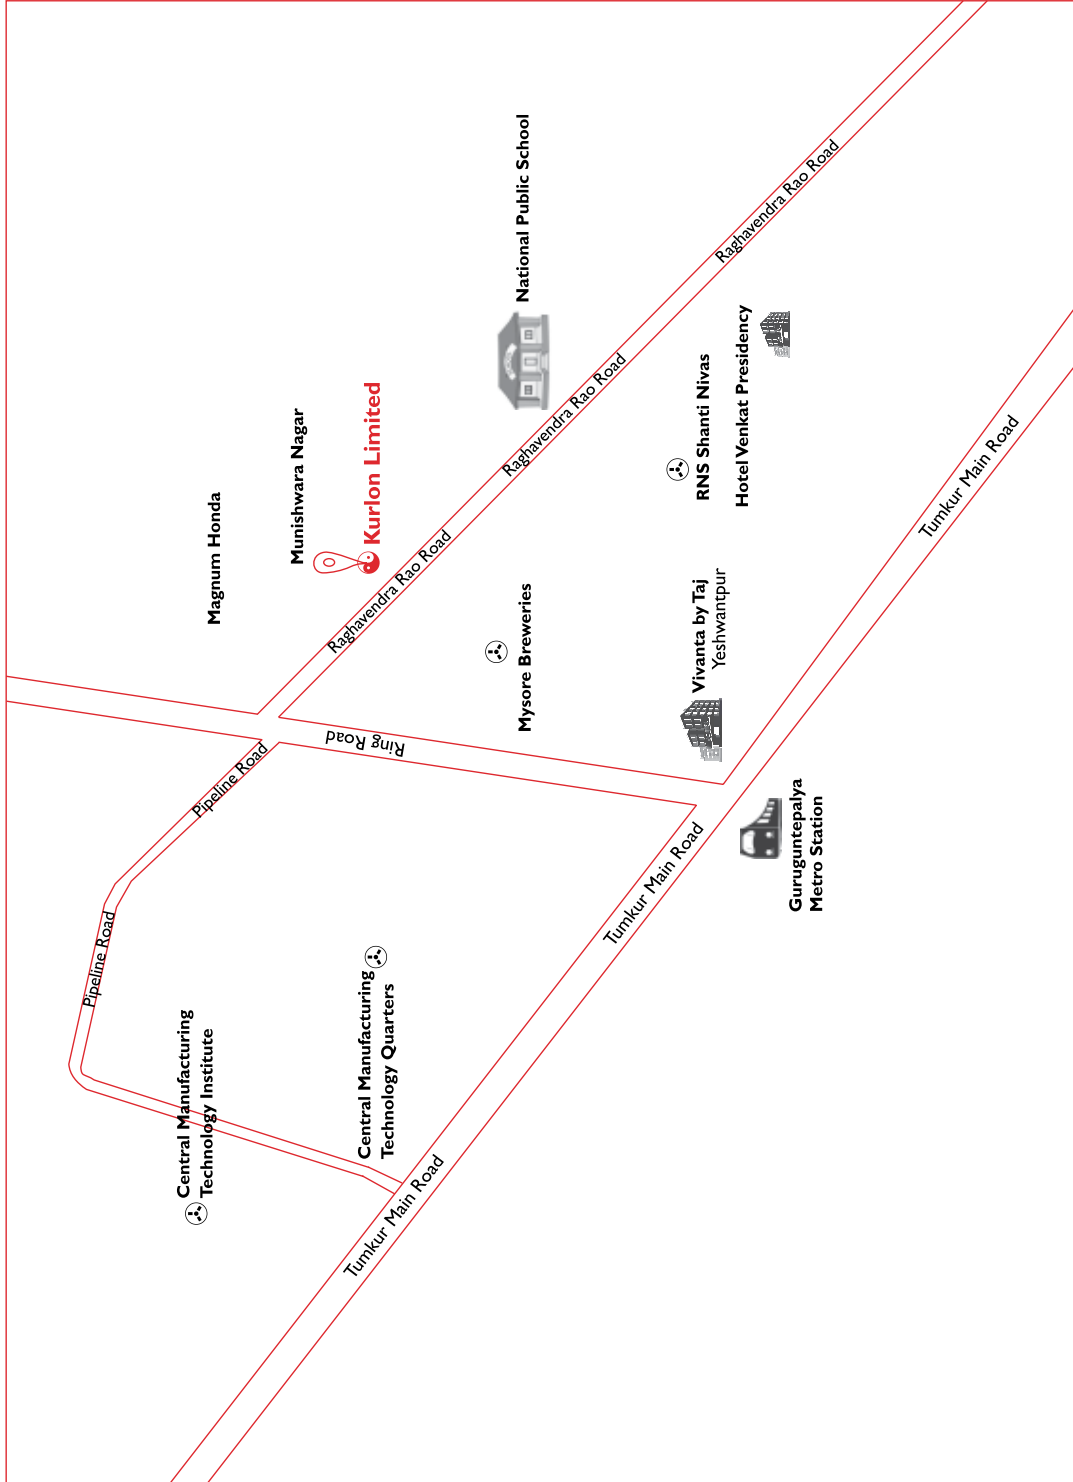 Pipeline Road
Central Manufacturing
Technology Institute
Magnum Honda
Pipeline Road
Munishwara Nagar
Kurlon Limited
Central Manufacturing
Technology Quarters
Ring Road
Raghavendra Rao Road
Tumkur Main Road
National Public School
Mysore Breweries
Raghavendra Rao Road
Tumkur Main Road
Vivanta by Taj
Yeshwantpur
RNS Shanti Nivas
Hotel Venkat Presidency
Raghavendra Rao Road
Guruguntepalya
Metro Station
Tumkur Main Road